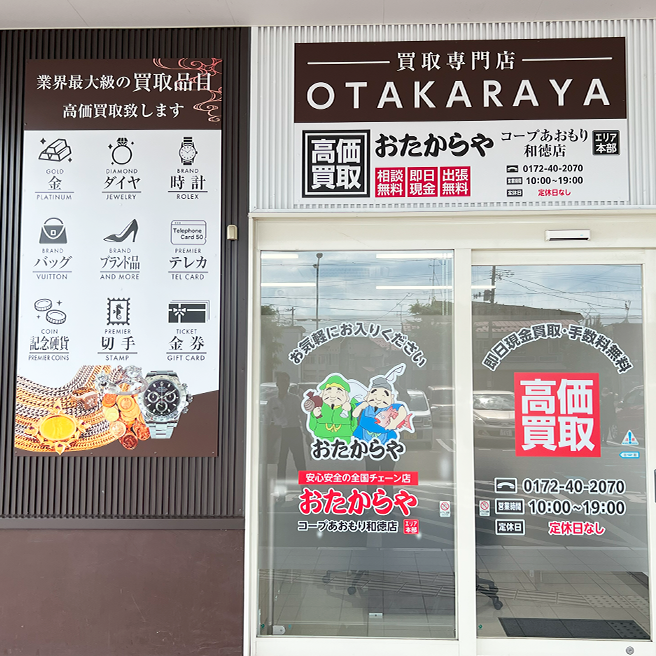 業界最大級の買取品目
高価買取致します
GOLD
金
PLATINUM
DIAMOND
ダイヤ
JEWELRY
BRAND
時計
ROLEX
BRAND
バッグ
VUITTON
BRAND
ブランド品
AND MORE
Telephone
Card 50
PREMIER
テレカ
TEL CARD
COIN
記念硬貨
PREMIER COINS
PREMIER
切手
STAMP
TICKET
金券
GIFT CARD
買取専門店
OTAKARAYA
高価
買取
おたからや
コープあおもり
和徳店
エリア
本部
相談
無料
即日
現金
出張
無料
0172-40-2070
営業時間 10:00~19:00
定休日 定休日なし
お気軽にお入りください
おたからや
安心安全の全国チェーン店
おたからや
コープあおもり和徳店
エリア
本部
即日現金買取・手数料無料
高価
買取
0172-40-2070
営業時間 10:00~19:00
定休日 定休日なし